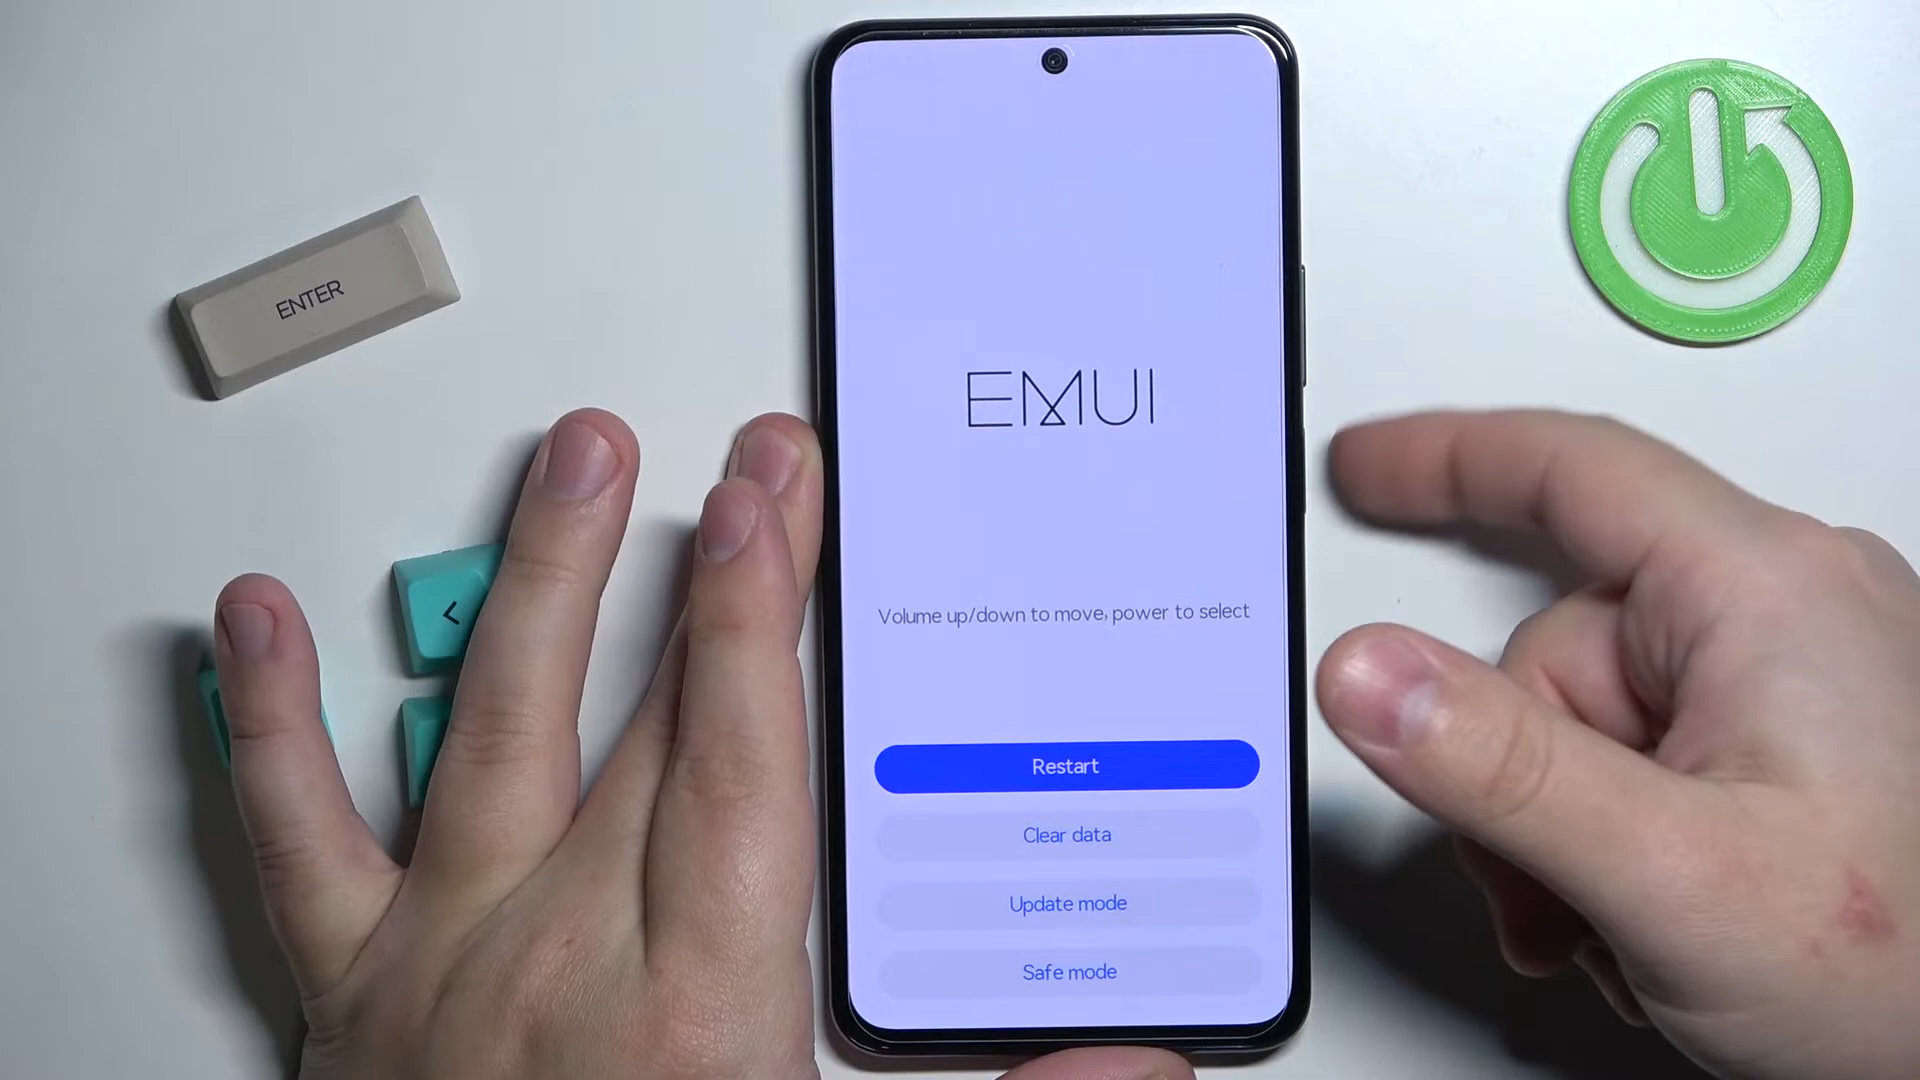 ENTER
<
EMUI
Volume up/down to move, power to select
Restart
Clear data
Update mode
Safe mode